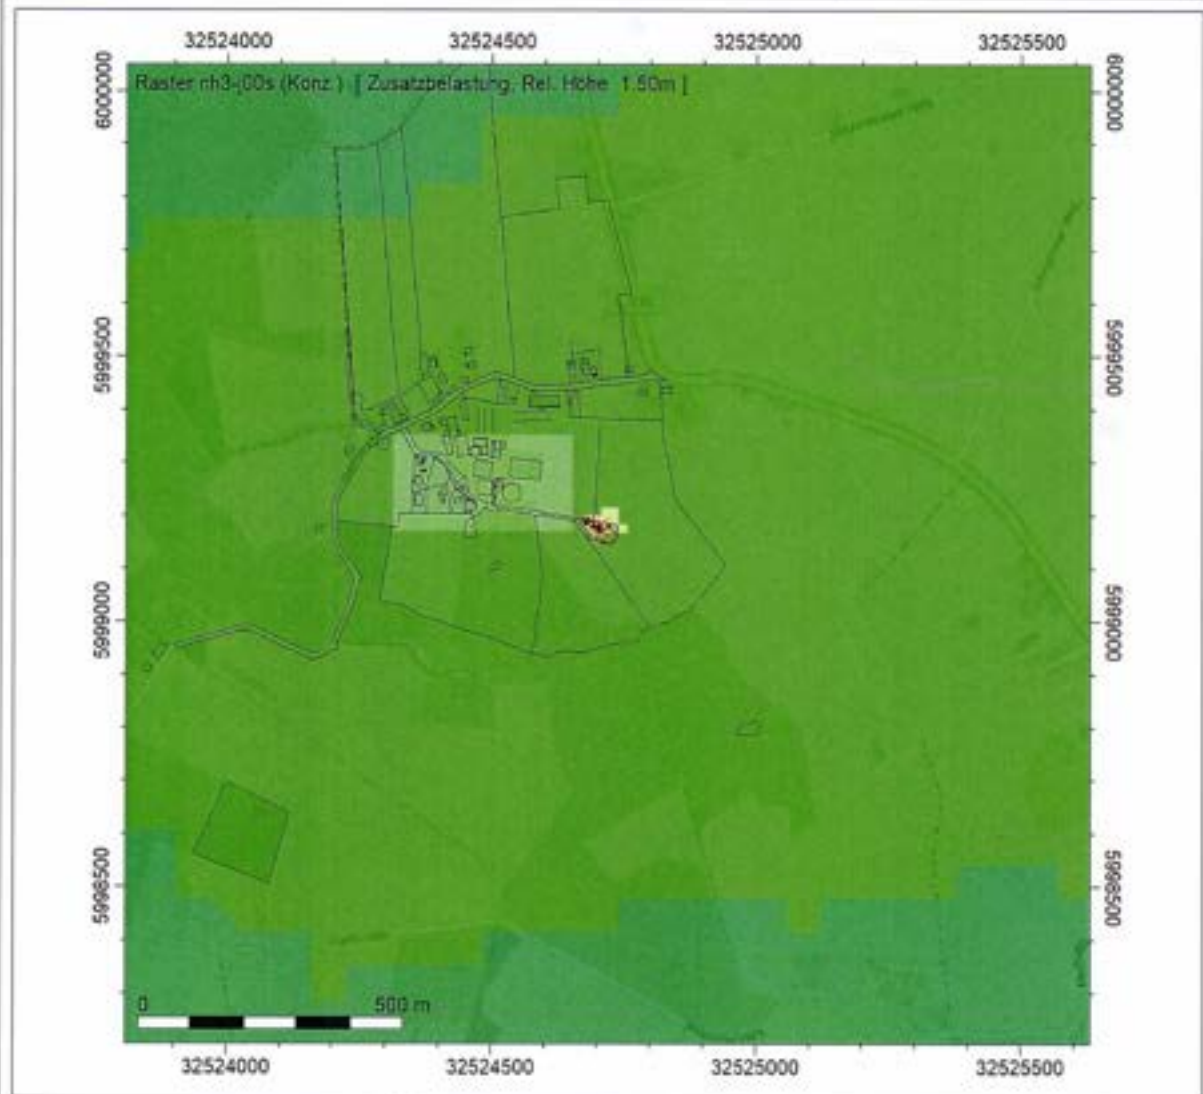 32524000 32524500 32525000 32525500
Raster nh3-j00s (Konz.) [ Zusatzbelastung, Rel. Höhe 1.50m ]
6000000 6000000
5999500 5999500
5999000 5999000
5998500 5998500
0 500 m
32524000 32524500 32525000 32525500